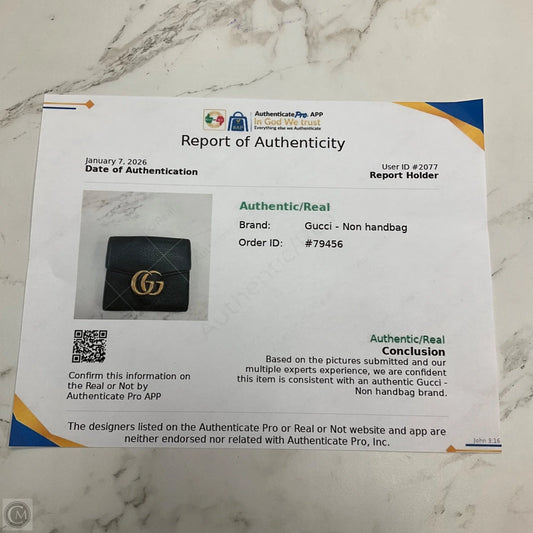 AuthenticatePro. APP
In God We trust
Everything else we Authenticate
Report of Authenticity
January 7, 2026
Date of Authentication
User ID #2077
Report Holder
Authentic/Real
Brand: Gucci - Non handbag
Order ID: #79456
Authentic/Real
Authentic/Real
Conclusion
Based on the pictures submitted and our
multiple experts experience, we are confident
this item is consistent with an authentic Gucci -
Non handbag brand.
Confirm this information on
the Real or Not by
Authenticate Pro APP
The designers listed on the Authenticate Pro or Real or Not website and app are
neither endorsed nor related with Authenticate Pro, Inc.
John 3:16